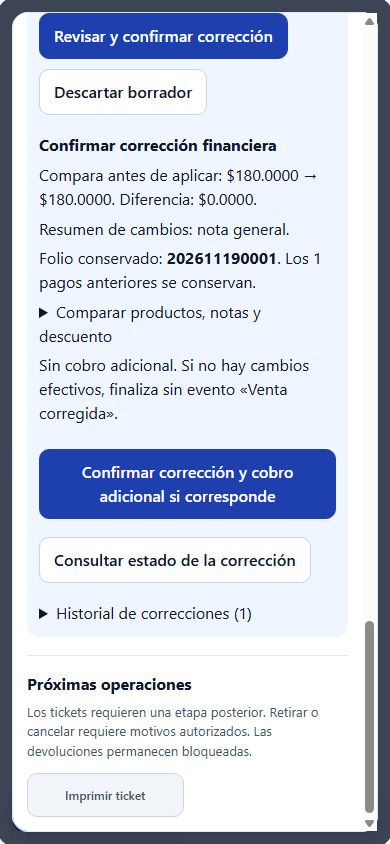 Revisar y confirmar corrección
Descartar borrador
Confirmar corrección financiera
Compara antes de aplicar: $180.0000 →
$180.0000. Diferencia: $0.0000.
Resumen de cambios: nota general.
Folio conservado: 202611190001. Los 1
pagos anteriores se conservan.
▶ Comparar productos, notas y
descuento
Sin cobro adicional. Si no hay cambios
efectivos, finaliza sin evento «Venta
corregida».
Confirmar corrección y cobro
adicional si corresponde
Consultar estado de la corrección
▶ Historial de correcciones (1)
Próximas operaciones
Los tickets requieren una etapa posterior. Retirar o
cancelar requiere motivos autorizados. Las
devoluciones permanecen bloqueadas.
Imprimir ticket